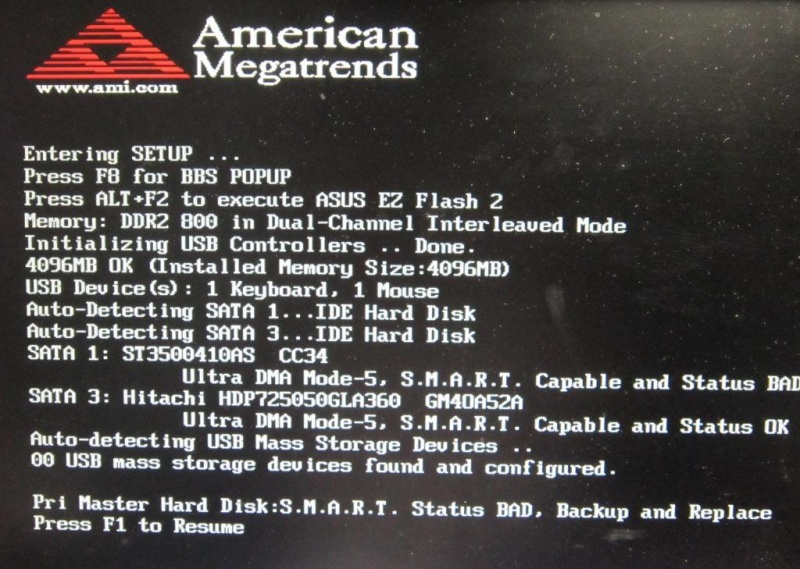 American
Megatrends
www.ami.com
Entering SETUP ...
Press F8 for BBS POPUP
Press ALT+F2 to execute ASUS EZ Flash 2
Memory: DDR2 800 in Dual-Channel Interleaved Mode
Initializing USB Controllers .. Done.
4096MB OK (Installed Memory Size:4096MB)
USB Device(s): 1 Keyboard, 1 Mouse
Auto-Detecting SATA 1...IDE Hard Disk
Auto-Detecting SATA 3...IDE Hard Disk
SATA 1: ST3500410AS  CC34
Ultra DMA Mode-5, S.M.A.R.T. Capable and Status BAD
SATA 3: Hitachi HDP725050GLA360  GM4OA52A
Ultra DMA Mode-5, S.M.A.R.T. Capable and Status OK
Auto-detecting USB Mass Storage Devices ..
00 USB mass storage devices found and configured.
Pri Master Hard Disk:S.M.A.R.T. Status BAD, Backup and Replace
Press F1 to Resume